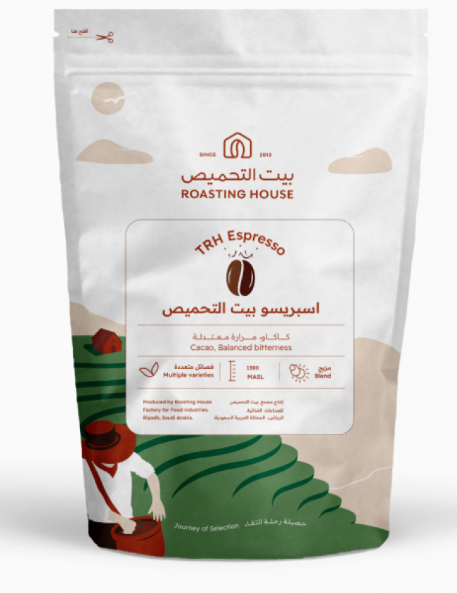 افتح هنا
SINCE 2012
بيت التحميص
ROASTING HOUSE
TRH Espresso
اسبريسو بيت التحميص
كاكاو، مرارة معتدلة
Cacao, Balanced bitterness
فصائل متعددة
Multiple varieties
1500
MASL
مزيج
Blend
Produced by Roasting House
Factory for Food Industries.
Riyadh, Saudi Arabia.
إنتاج مصنع بيت التحميص
للصناعات الغذائية.
الرياض، المملكة العربية السعودية
Journey of Selection حصيلة رحلة انتقاء